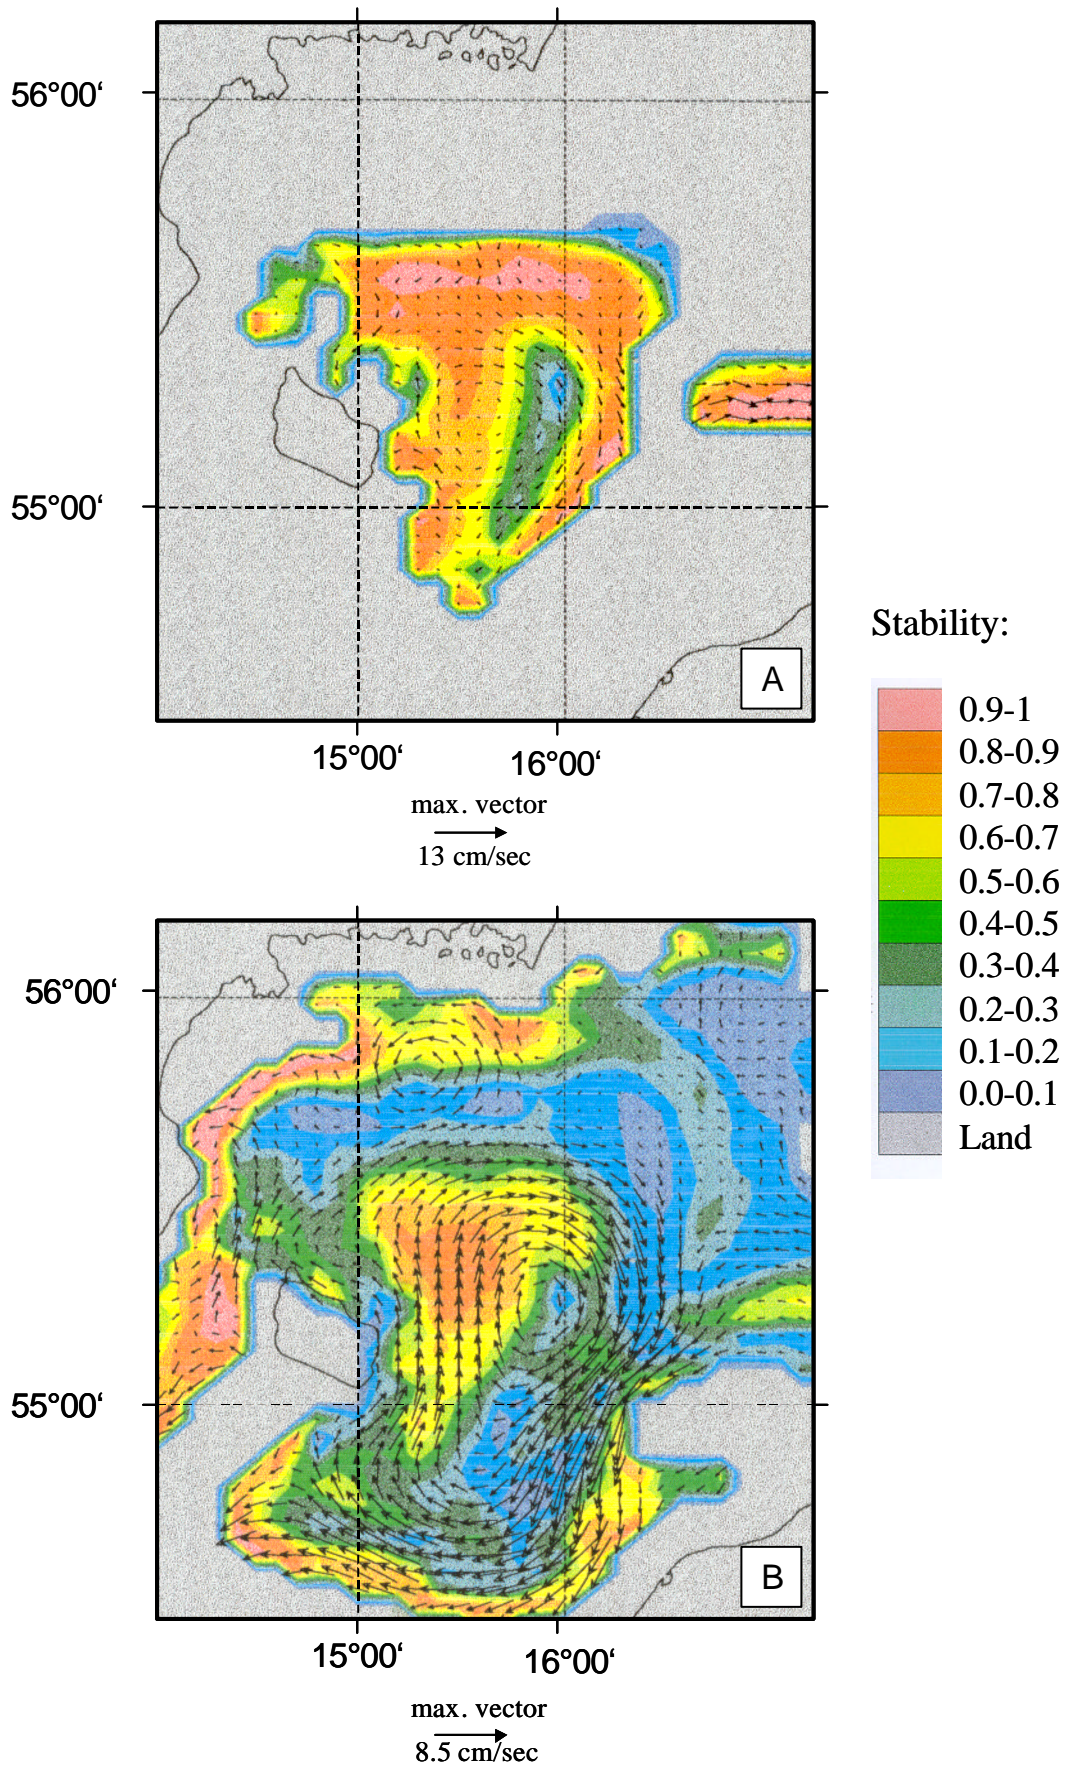 56°00‘
55°00‘
A
15°00‘ 16°00‘
max. vector
13 cm/sec
Stability:
0.9-1
0.8-0.9
0.7-0.8
0.6-0.7
0.5-0.6
0.4-0.5
0.3-0.4
0.2-0.3
0.1-0.2
0.0-0.1
Land
56°00‘
55°00‘
B
15°00‘ 16°00‘
max. vector
8.5 cm/sec